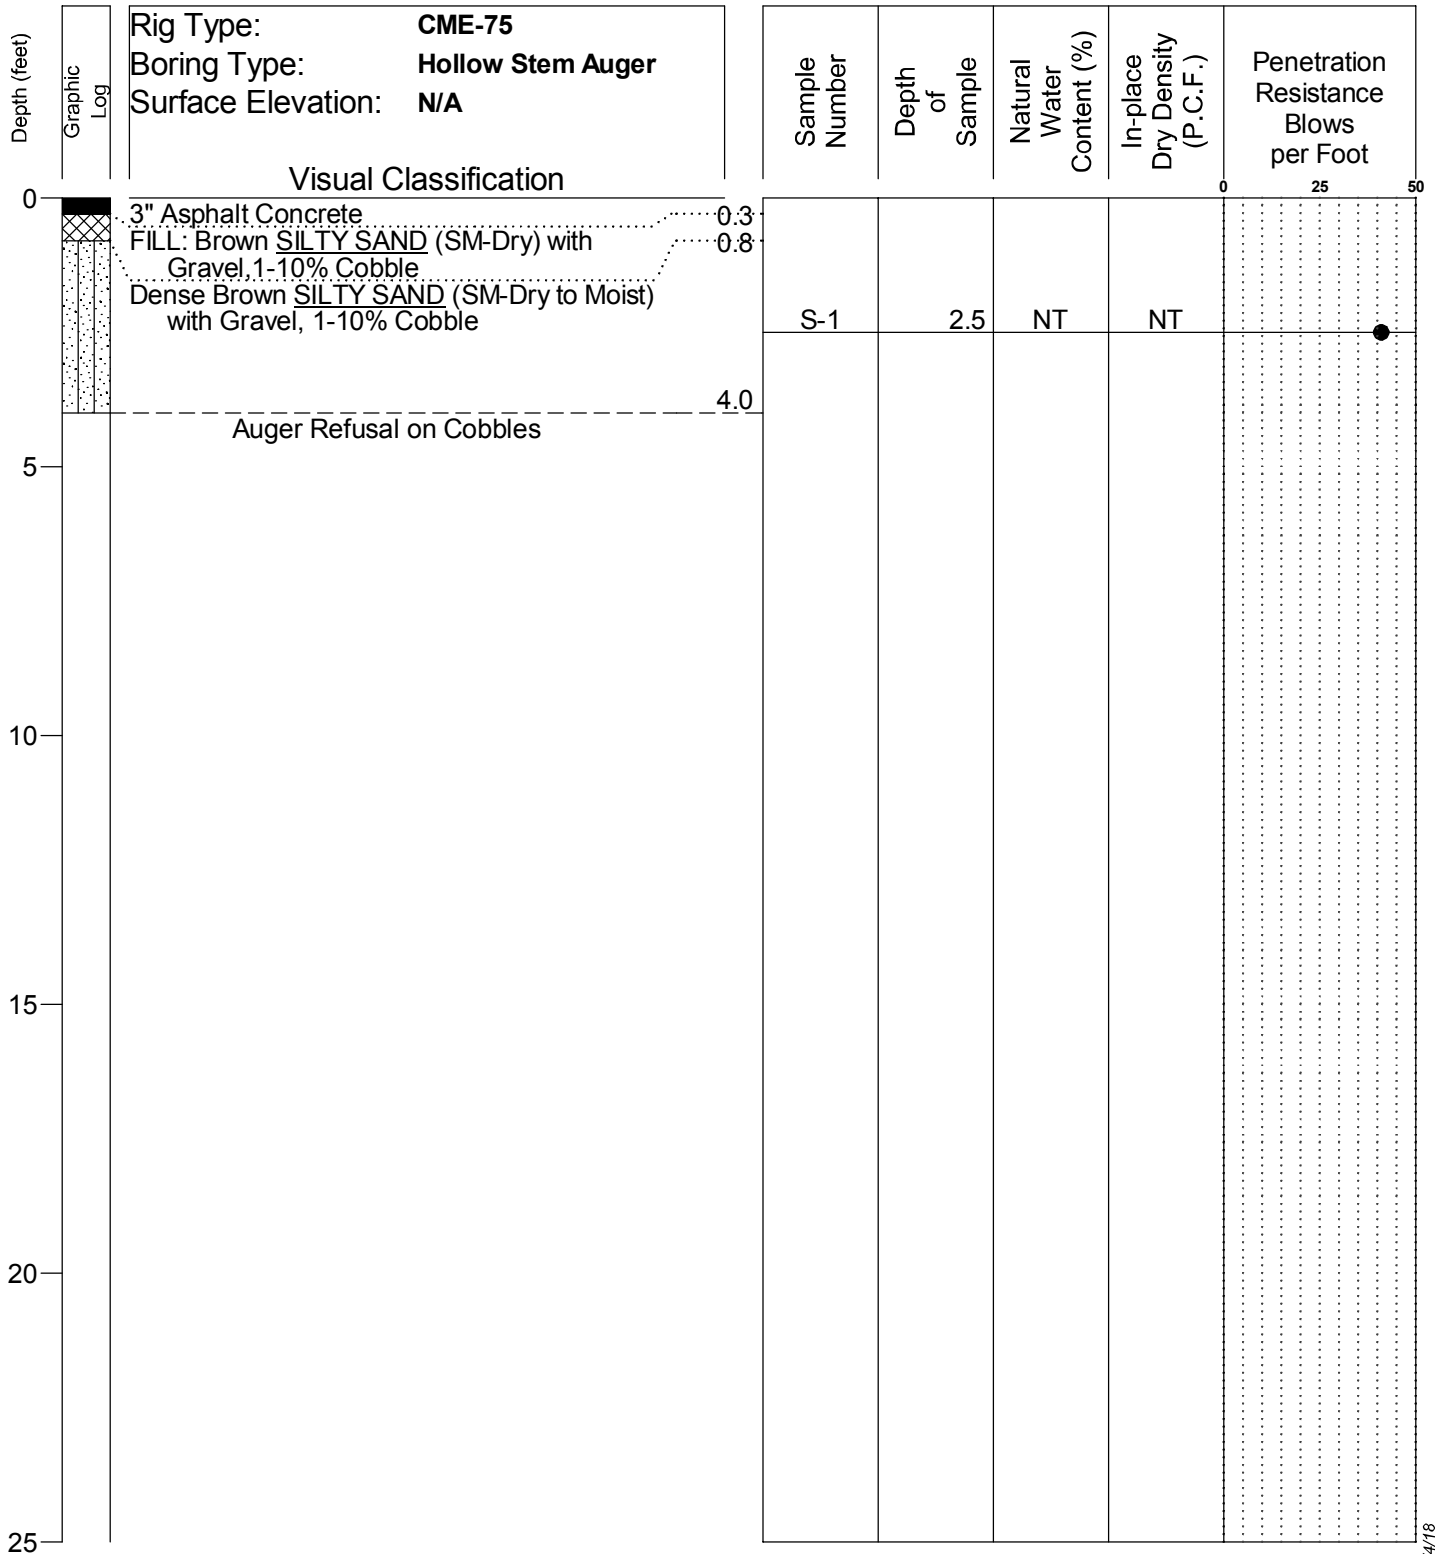 Depth (feet)
Graphic
Log
Rig Type: CME-75
Boring Type: Hollow Stem Auger
Surface Elevation: N/A
Visual Classification
Sample
Number
Depth
of
Sample
Natural
Water
Content (%)
In-place
Dry Density
(P.C.F.)
Penetration
Resistance
Blows
per Foot
0 25 50
0
3" Asphalt Concrete 0.3
FILL: Brown SILTY SAND (SM-Dry) with 0.8
Gravel,1-10% Cobble
Dense Brown SILTY SAND (SM-Dry to Moist)
with Gravel, 1-10% Cobble
S-1 2.5 NT NT
4.0
Auger Refusal on Cobbles
5
10
15
20
25